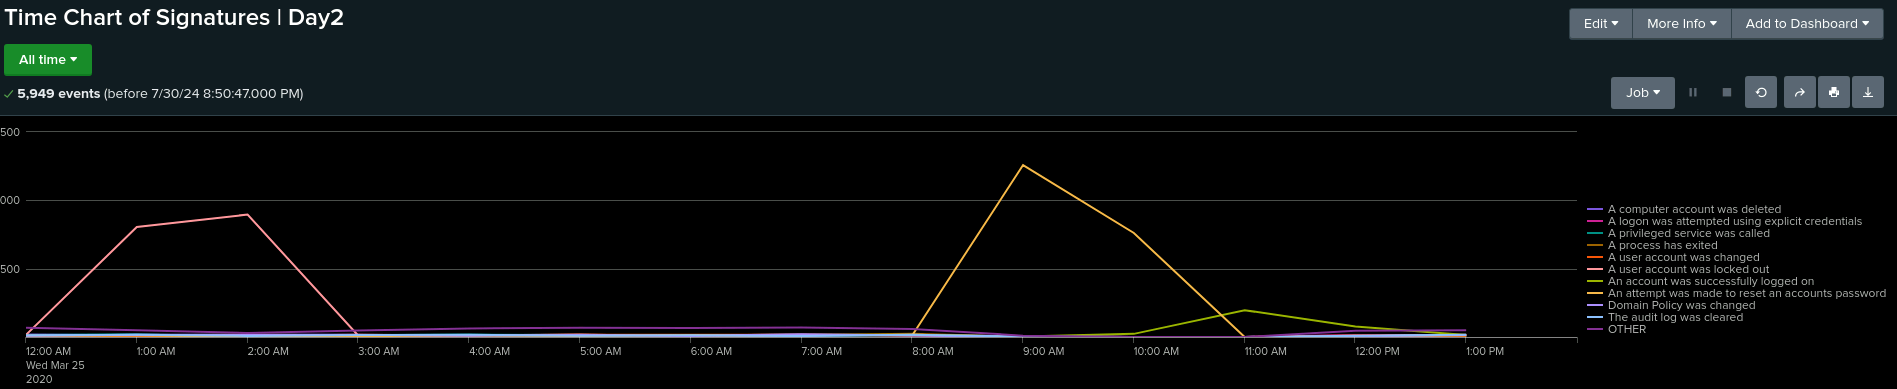 Time Chart of Signatures | Day2
Edit
More Info
Add to Dashboard
All time
5,949 events (before 7/30/24 8:50:47.000 PM)
Job
500
000
500
A computer account was deleted
A logon was attempted using explicit credentials
A privileged service was called
A process has exited
A user account was changed
A user account was locked out
An account was successfully logged on
An attempt was made to reset an accounts password
Domain Policy was changed
The audit log was cleared
OTHER
12:00 AM 1:00 AM 2:00 AM 3:00 AM 4:00 AM 5:00 AM 6:00 AM 7:00 AM 8:00 AM 9:00 AM 10:00 AM 11:00 AM 12:00 PM 1:00 PM
Wed Mar 25
2020